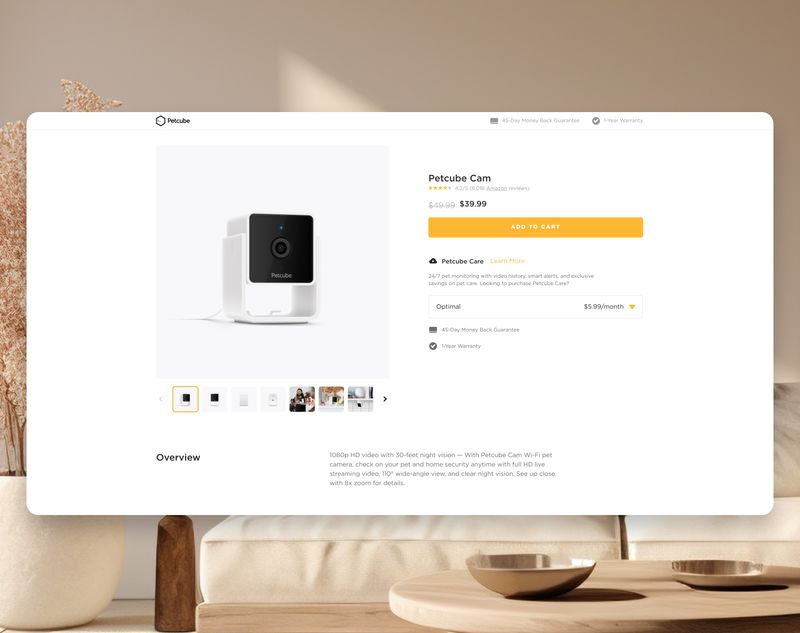 Petcube
45-Day Money Back Guarantee
1-Year Warranty
Petcube
Petcube Cam
4.2/5 (8,016 Amazon reviews)
$49.99 $39.99
ADD TO CART
Petcube Care Learn More
24/7 pet monitoring with video history, smart alerts, and exclusive
savings on pet care. Looking to purchase Petcube Care?
Optimal $5.99/month
45-Day Money Back Guarantee
1-Year Warranty
Overview
1080p HD video with 30-feet night vision — With Petcube Cam Wi-Fi pet
camera, check on your pet and home security anytime with full HD live
streaming video, 110° wide-angle view, and clear night vision. See up close
with 8x zoom for details.